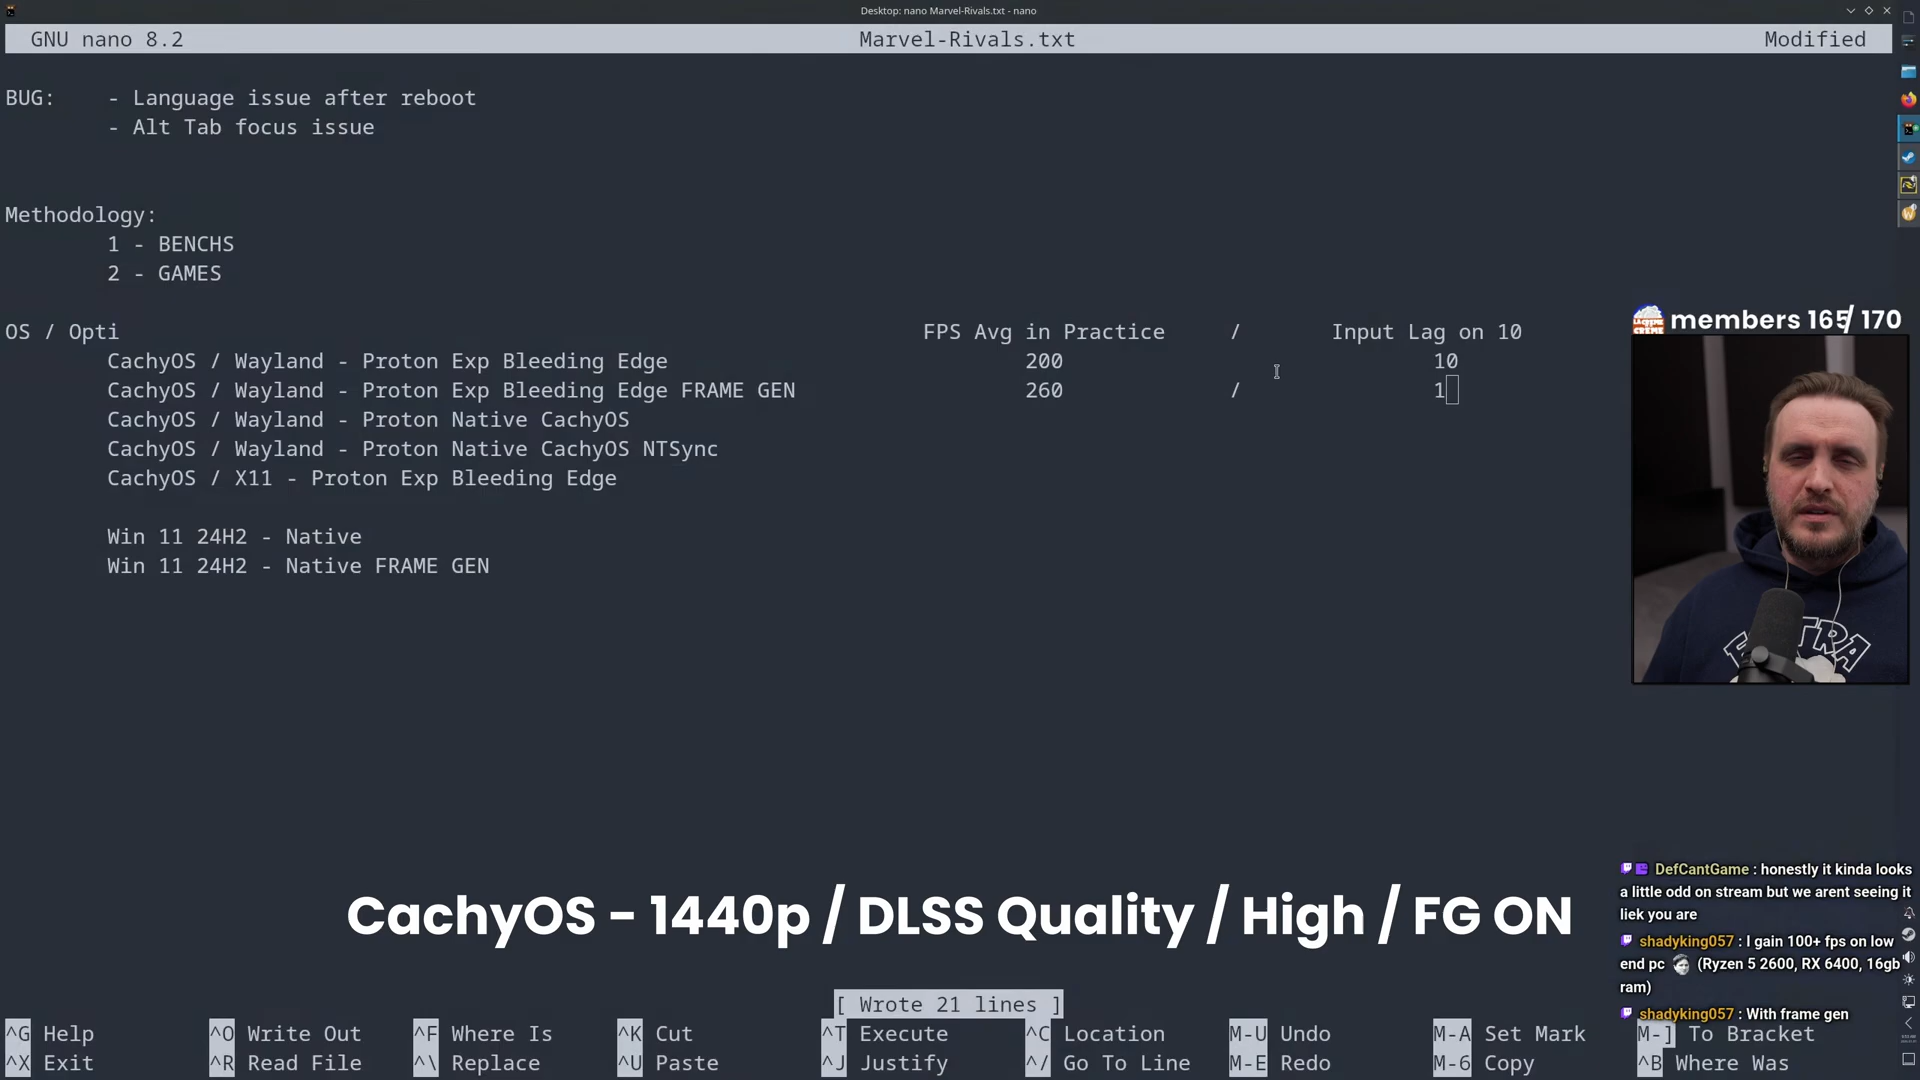 Desktop: nano Marvel-Rivals.txt - nano
GNU nano 8.2 Marvel-Rivals.txt Modified
BUG: - Language issue after reboot
- Alt Tab focus issue
Methodology:
1 - BENCHS
2 - GAMES
OS / Opti FPS Avg in Practice / Input Lag on 10
CachyOS / Wayland - Proton Exp Bleeding Edge 200 10
CachyOS / Wayland - Proton Exp Bleeding Edge FRAME GEN 260 / 1
CachyOS / Wayland - Proton Native CachyOS
CachyOS / Wayland - Proton Native CachyOS NTSync
CachyOS / X11 - Proton Exp Bleeding Edge
Win 11 24H2 - Native
Win 11 24H2 - Native FRAME GEN
members 165/ 170
DefCantGame : honestly it kinda looks
a little odd on stream but we arent seeing it
liek you are
shadyking057 : I gain 100+ fps on low
end pc (Ryzen 5 2600, RX 6400, 16gb
ram)
shadyking057 : With frame gen
CachyOS - 1440p / DLSS Quality / High / FG ON
[ Wrote 21 lines ]
^G Help ^O Write Out ^F Where Is ^K Cut ^T Execute ^C Location M-U Undo M-A Set Mark M-] To Bracket
^X Exit ^R Read File ^\ Replace ^U Paste ^J Justify ^/ Go To Line M-E Redo M-6 Copy ^B Where Was